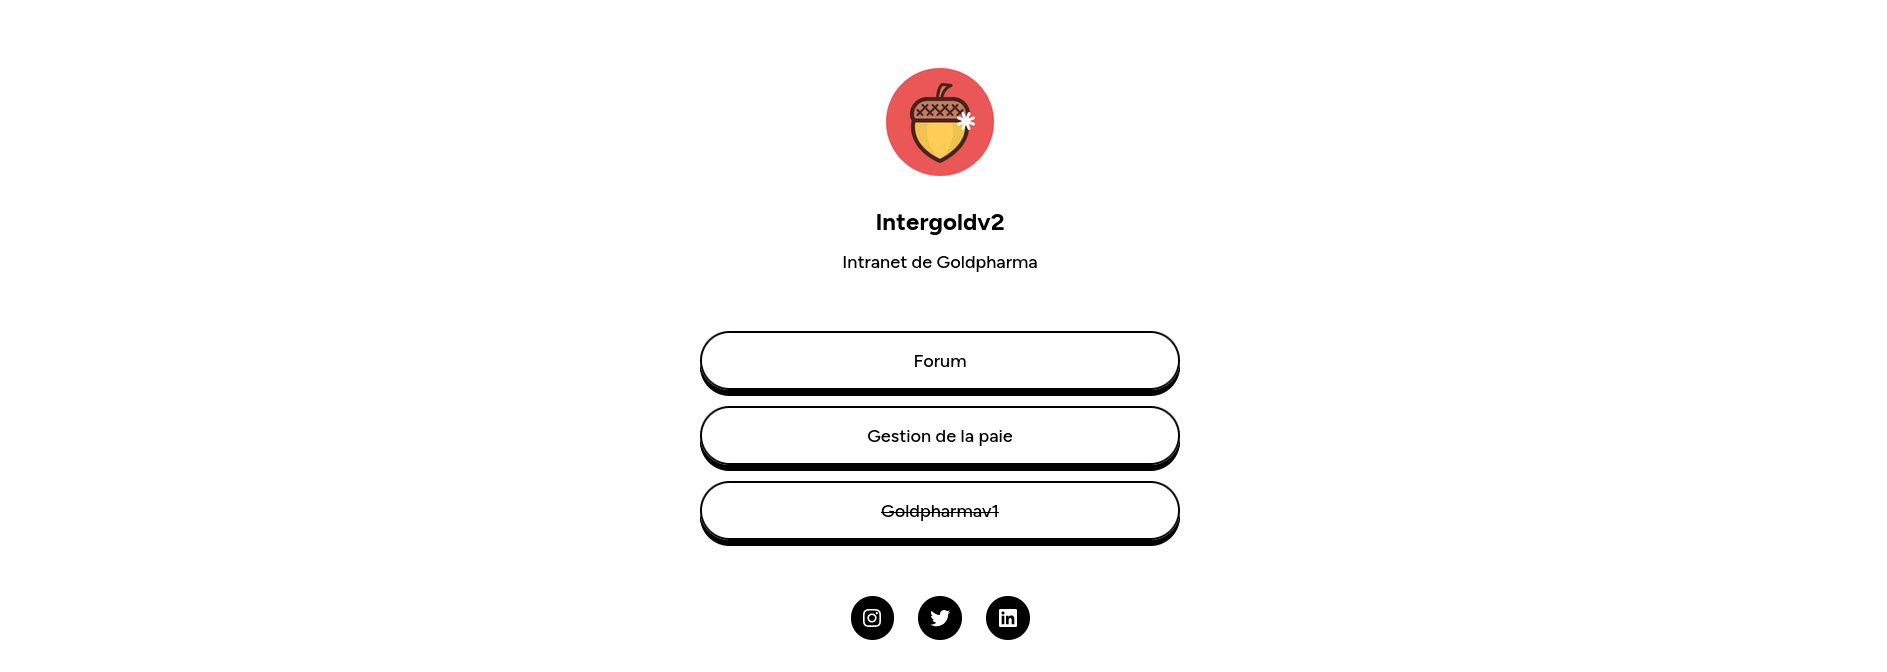 Intergoldv2
Intranet de Goldpharma
Forum
Gestion de la paie
Goldpharmav1